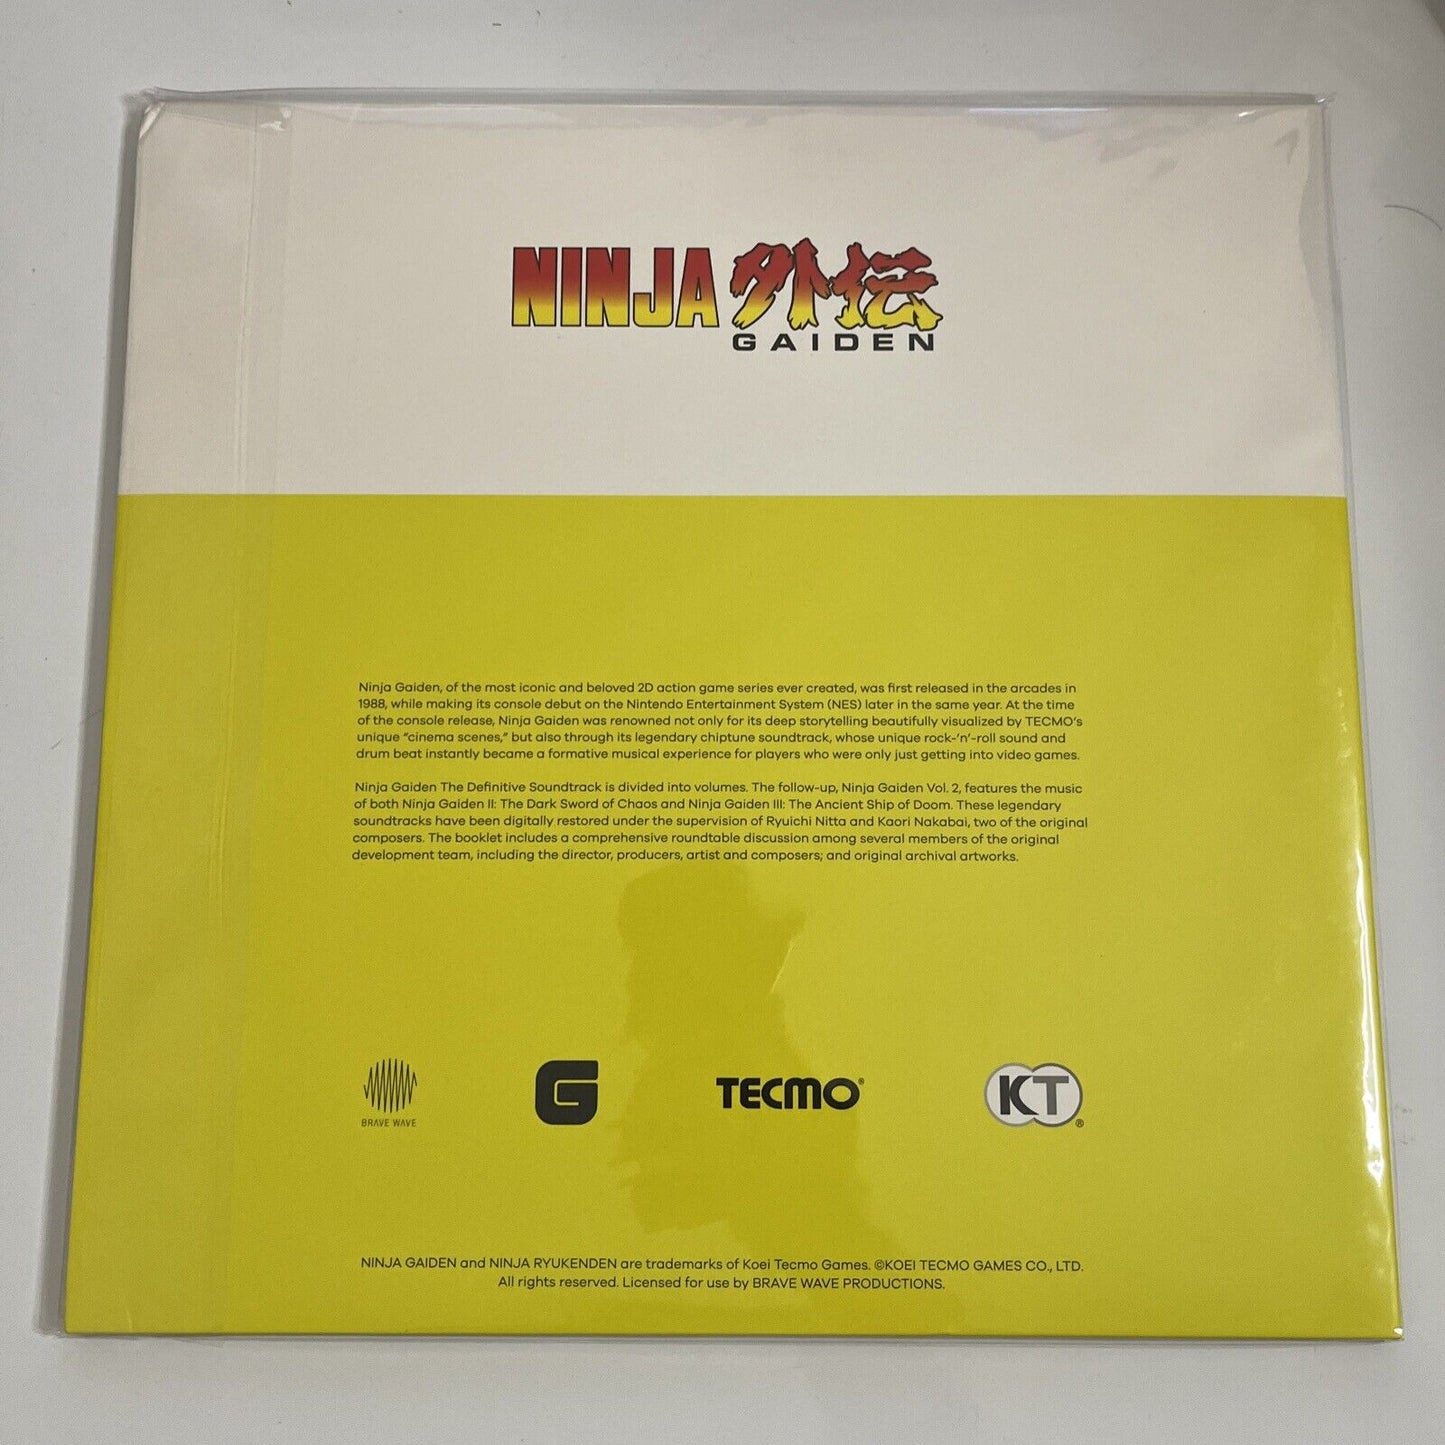 NINJA 外伝
GAIDEN
Ninja Gaiden, of the most iconic and beloved 2D action game series ever created, was first released in the arcades in
1988, while making its console debut on the Nintendo Entertainment System (NES) later in the same year. At the time
of the console release, Ninja Gaiden was renowned not only for its deep storytelling beautifully visualized by TECMO's
unique “cinema scenes,” but also through its legendary chiptune soundtrack, whose unique rock-‘n’-roll sound and
drum beat instantly became a formative musical experience for players who were only just getting into video games.
Ninja Gaiden The Definitive Soundtrack is divided into volumes. The follow-up, Ninja Gaiden Vol. 2, features the music
of both Ninja Gaiden II: The Dark Sword of Chaos and Ninja Gaiden III: The Ancient Ship of Doom. These legendary
soundtracks have been digitally restored under the supervision of Ryuichi Nitta and Kaori Nakabai, two of the original
composers. The booklet includes a comprehensive roundtable discussion among several members of the original
development team, including the director, producers, artist and composers; and original archival artworks.
BRAVE WAVE
G
TECMO®
KT®
NINJA GAIDEN and NINJA RYUKENDEN are trademarks of Koei Tecmo Games. ©KOEI TECMO GAMES CO., LTD.
All rights reserved. Licensed for use by BRAVE WAVE PRODUCTIONS.